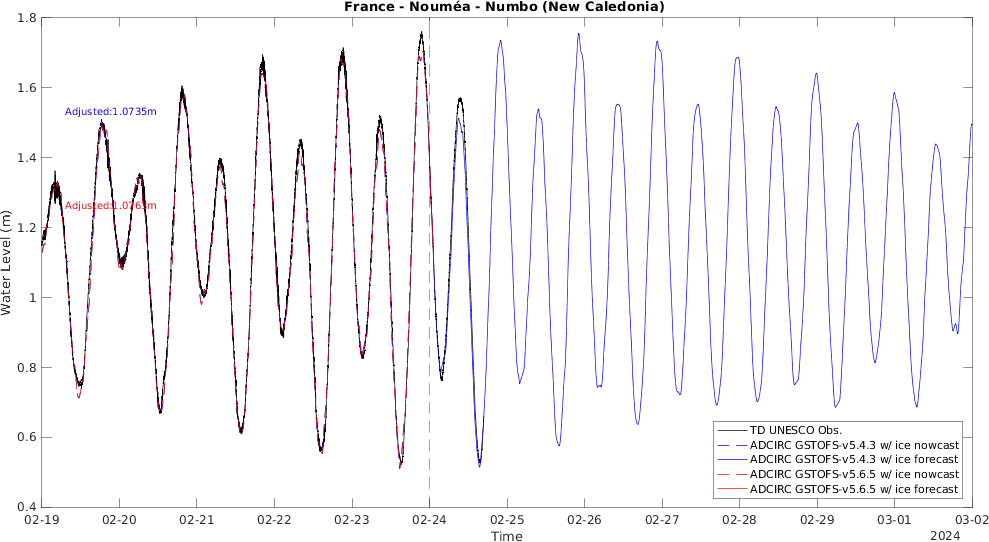 France - Nouméa - Numbo (New Caledonia)
1.8
1.6
1.4
1.2
1
0.8
0.6
0.4
Water Level (m)
Adjusted:1.0735m
Adjusted:1.0763m
TD UNESCO Obs.
ADCIRC GSTOFS-v5.4.3 w/ ice nowcast
ADCIRC GSTOFS-v5.4.3 w/ ice forecast
ADCIRC GSTOFS-v5.6.5 w/ ice nowcast
ADCIRC GSTOFS-v5.6.5 w/ ice forecast
02-19 02-20 02-21 02-22 02-23 02-24 02-25 02-26 02-27 02-28 02-29 03-01 03-02
Time
2024